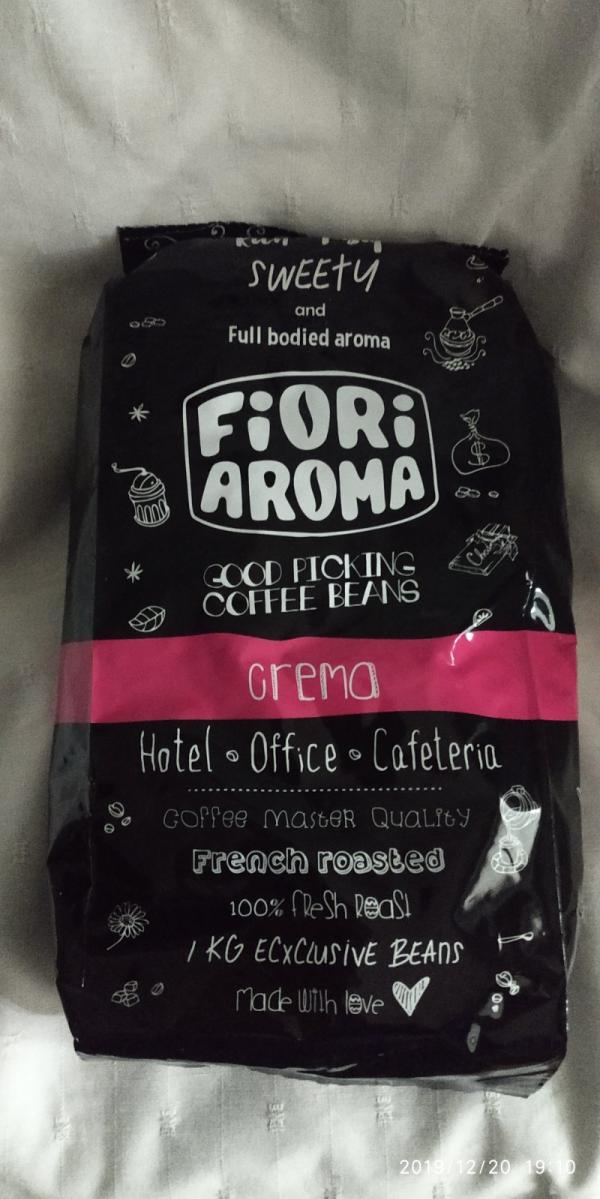 SWEETY
and
Full bodied aroma
FiORi
AROMA
GOOD PICKING
COFFEE BEANS
crema
Hotel Office Cafeteria
Coffee Master Quality
French roasted
100% fresh Roast
1 KG ECxClusive BEAns
Made with love
2019/12/20 19:10